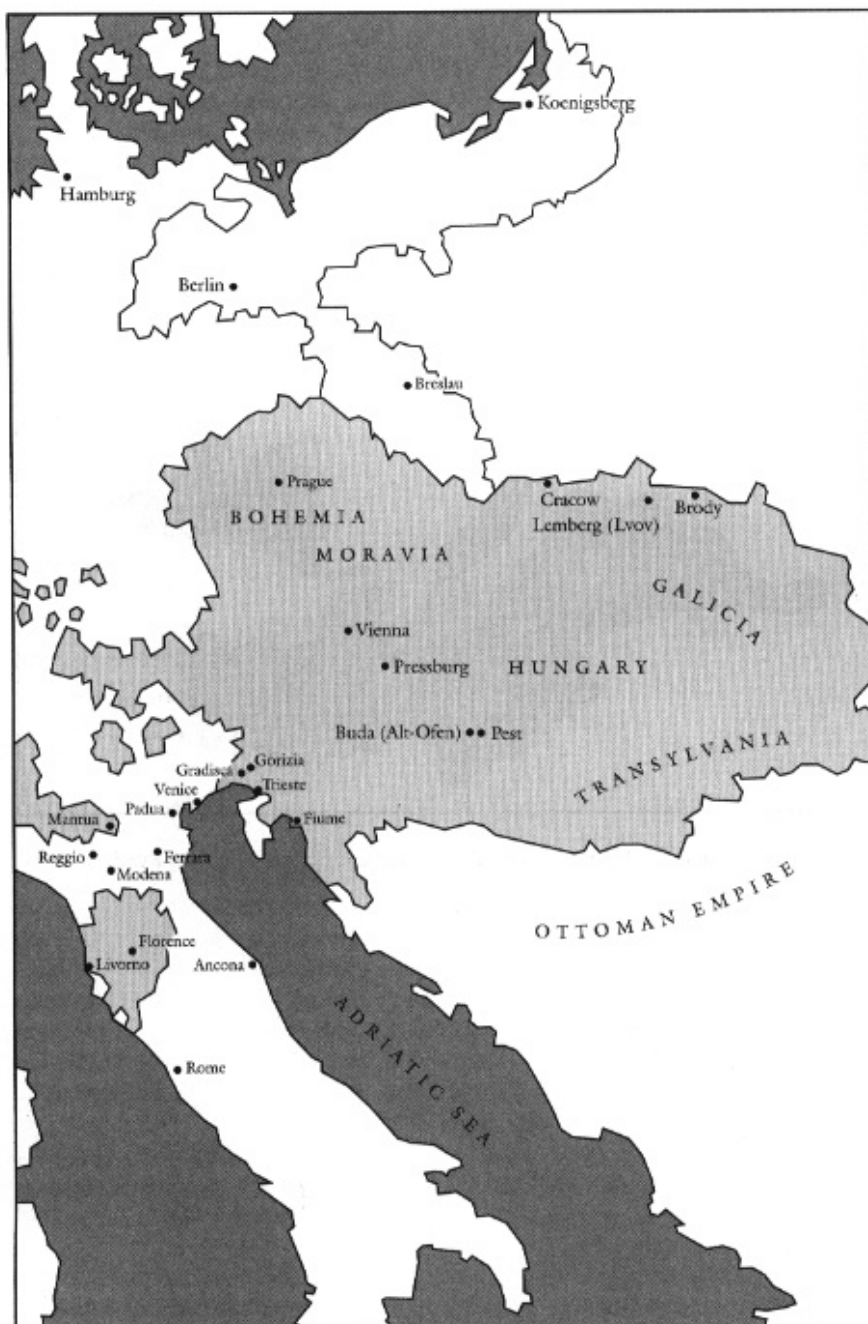 Koenigsberg
Hamburg
Berlin
Breslau
Prague
BOHEMIA
Cracow
Lemberg (Lvov)
Brody
MORAVIA
GALICIA
Vienna
Pressburg
HUNGARY
Buda (Alt-Ofen)
Pest
TRANSYLVANIA
Gorizia
Gradisca
Trieste
Venice
Padua
Mantua
Fiume
Reggio
Ferrara
Modena
OTTOMAN EMPIRE
Florence
Livorno
Ancona
ADRIATIC SEA
Rome